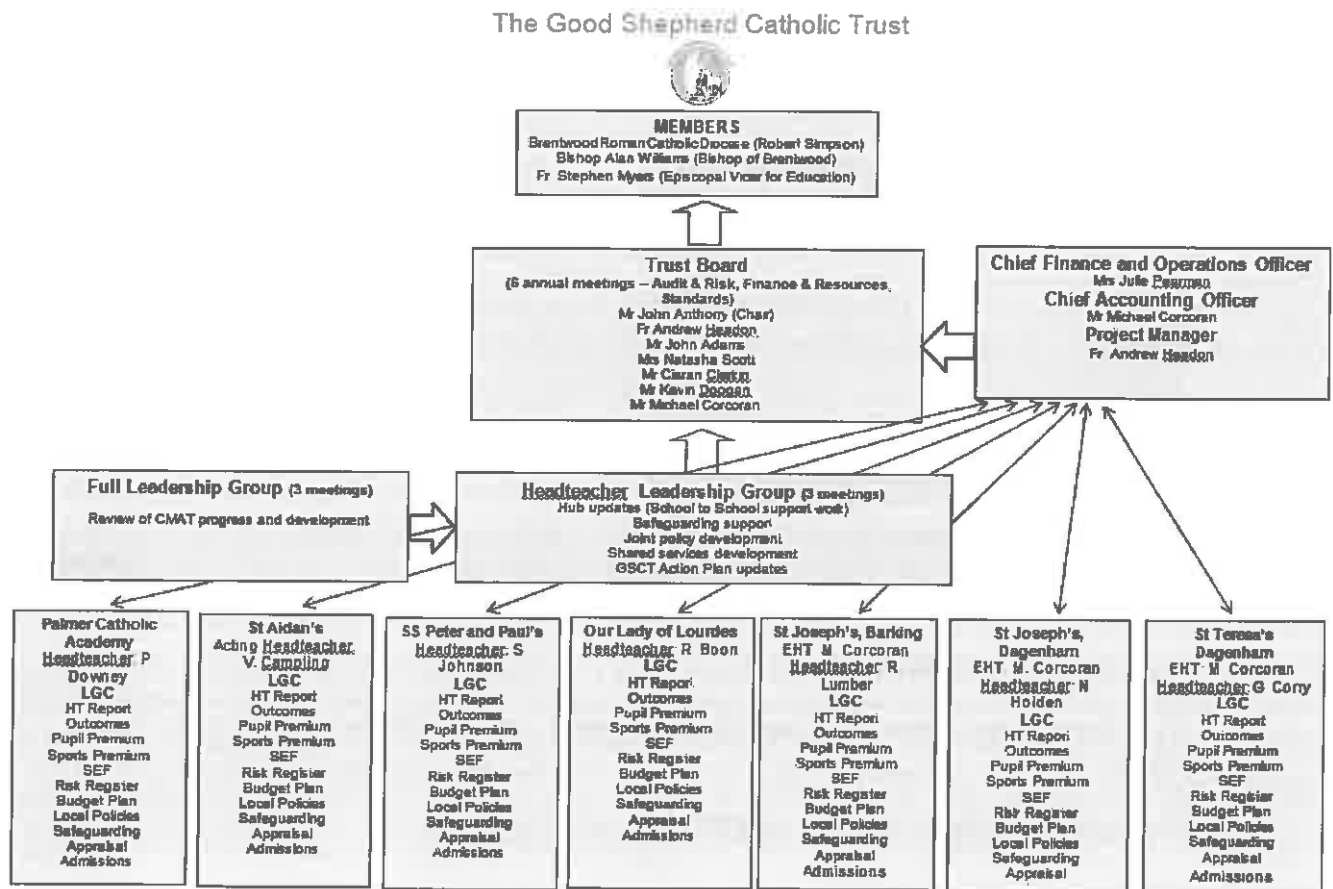 The Good Shepherd Catholic Trust
MEMBERS
Brentwood Roman Catholic Diocese (Robert Simpson)
Bishop Alan Williams (Bishop of Brentwood)
Fr Stephen Myers (Episcopal Vicar for Education)
Trust Board
(6 annual meetings – Audit & Risk, Finance & Resources,
Standards)
Mr John Anthony (Chair)
Fr Andrew Headon
Mr John Adams
Mrs Natasha Scott
Mr Ciaran Clerkin
Mr Kevin Doogan
Mr Michael Corcoran
Chief Finance and Operations Officer
Mrs Julie Pearman
Chief Accounting Officer
Mr Michael Corcoran
Project Manager
Fr Andrew Headon
Full Leadership Group (3 meetings)
Review of CMAT progress and development
Headteacher Leadership Group (3 meetings)
Hub updates (School to School support work)
Safeguarding support
Joint policy development
Shared services development
GSCT Action Plan updates
Palmer Catholic
Academy
Headteacher: P
Downey
LGC
HT Report
Outcomes
Pupil Premium
Sports Premium
SEF
Risk Register
Budget Plan
Local Policies
Safeguarding
Appraisal
Admissions
St Aidan's
Acting Headteacher
V. Campling
LGC
HT Report
Outcomes
Pupil Premium
Sports Premium
SEF
Risk Register
Budget Plan
Local Policies
Safeguarding
Appraisal
Admissions
SS Peter and Paul's
Headteacher: S
Johnson
LGC
HT Report
Outcomes
Pupil Premium
Sports Premium
SEF
Risk Register
Budget Plan
Local Policies
Safeguarding
Appraisal
Admissions
Our Lady of Lourdes
Headteacher R Boon
LGC
HT Report
Outcomes
Pupil Premium
Sports Premium
SEF
Risk Register
Budget Plan
Local Policies
Safeguarding
Appraisal
Admissions
St Joseph's, Barking
EHT M. Corcoran
Headteacher R
Lumber
LGC
HT Report
Outcomes
Pupil Premium
Sports Premium
SEF
Risk Register
Budget Plan
Local Policies
Safeguarding
Appraisal
Admissions
St Joseph's,
Dagenham
EHT M. Corcoran
Headteacher: N
Holden
LGC
HT Report
Outcomes
Pupil Premium
Sports Premium
SEF
Risk Register
Budget Plan
Local Policies
Safeguarding
Appraisal
St Teresa's
Dagenham
EHT M Corcoran
Headteacher: G Corry
LGC
HT Report
Outcomes
Pupil Premium
Sports Premium
SEF
Risk Register
Budget Plan
Local Policies
Safeguarding
Appraisal
Admissions